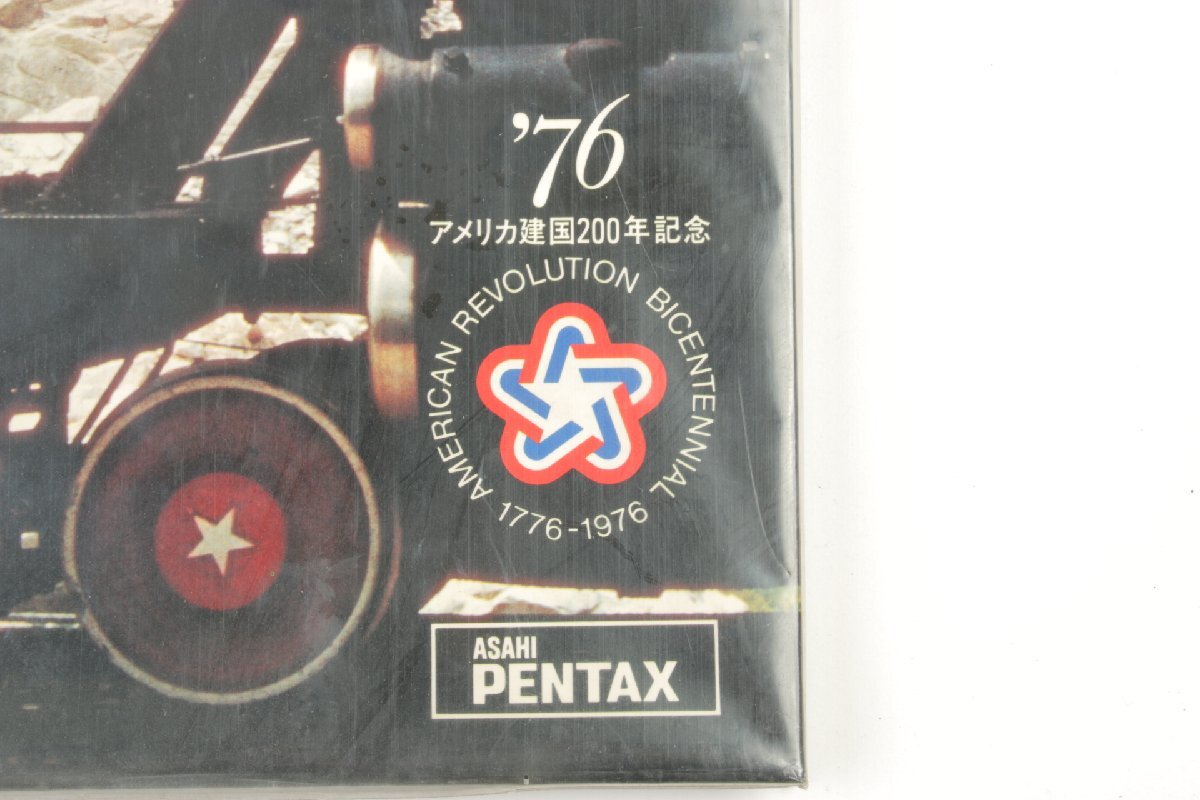 ’76
アメリカ建国200年記念
AMERICAN REVOLUTION BICENTENNIAL
1776-1976
ASAHI
PENTAX